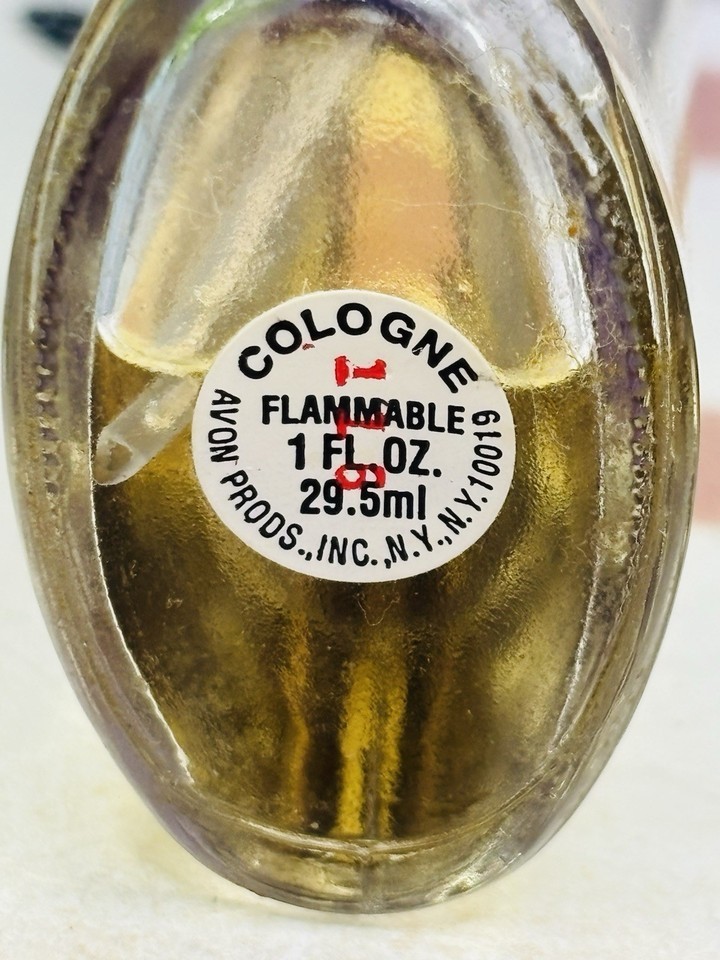 COLOGNE
FLAMMABLE
1 FL. OZ.
29.5ml
AVON PRODS., INC., N.Y., N.Y. 10019